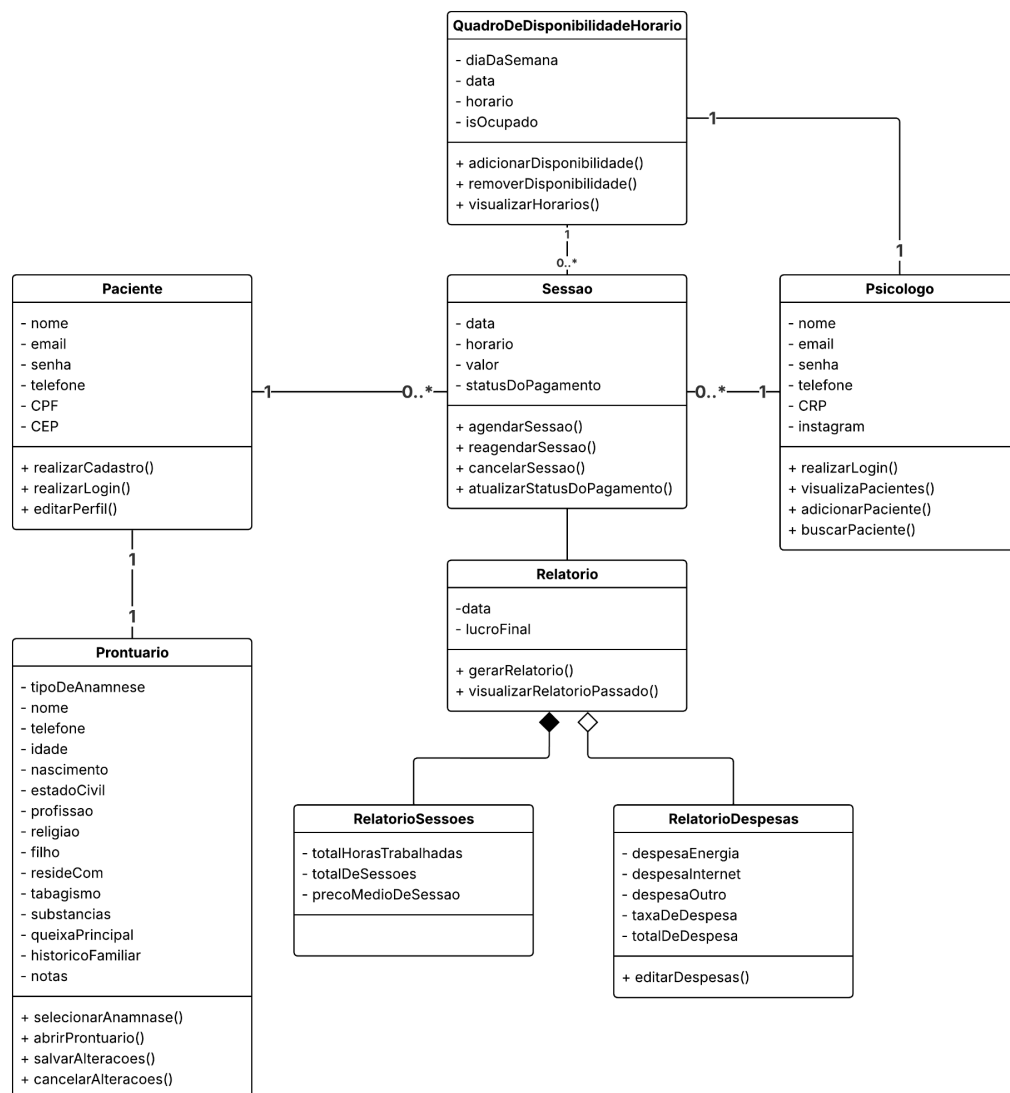 QuadroDeDisponibilidadeHorario
- diaDaSemana
- data
- horario
- isOcupado
+ adicionarDisponibilidade()
+ removerDisponibilidade()
+ visualizarHorarios()
1
1
1
0..*
Paciente
- nome
- email
- senha
- telefone
- CPF
- CEP
+ realizarCadastro()
+ realizarLogin()
+ editarPerfil()
1
0..*
Sessao
- data
- horario
- valor
- statusDoPagamento
+ agendarSessao()
+ reagendarSessao()
+ cancelarSessao()
+ atualizarStatusDoPagamento()
0..*
1
Psicologo
- nome
- email
- senha
- telefone
- CRP
- instagram
+ realizarLogin()
+ visualizaPacientes()
+ adicionarPaciente()
+ buscarPaciente()
1
1
Relatorio
-data
- lucroFinal
+ gerarRelatorio()
+ visualizarRelatorioPassado()
Prontuario
- tipoDeAnamnese
- nome
- telefone
- idade
- nascimento
- estadoCivil
- profissao
- religiao
- filho
- resideCom
- tabagismo
- substancias
- queixaPrincipal
- historicoFamiliar
- notas
+ selecionarAnamnase()
+ abrirProntuario()
+ salvarAlteracoes()
+ cancelarAlteracoes()
RelatorioSessoes
- totalHorasTrabalhadas
- totalDeSessoes
- precoMedioDeSessao
RelatorioDespesas
- despesaEnergia
- despesaInternet
- despesaOutro
- taxaDeDespesa
- totalDeDespesa
+ editarDespesas()